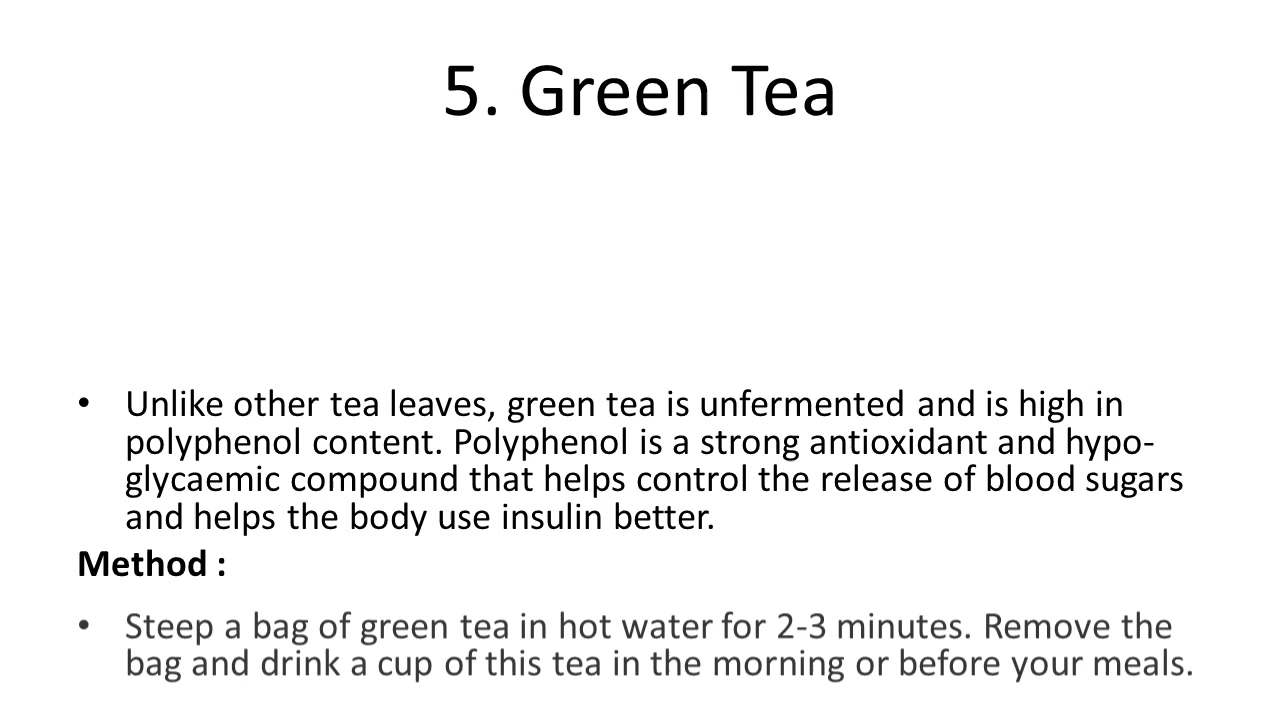 5. Green Tea
• Unlike other tea leaves, green tea is unfermented and is high in
polyphenol content. Polyphenol is a strong antioxidant and hypo-
glycaemic compound that helps control the release of blood sugars
and helps the body use insulin better.
Method :
• Steep a bag of green tea in hot water for 2-3 minutes. Remove the
bag and drink a cup of this tea in the morning or before your meals.